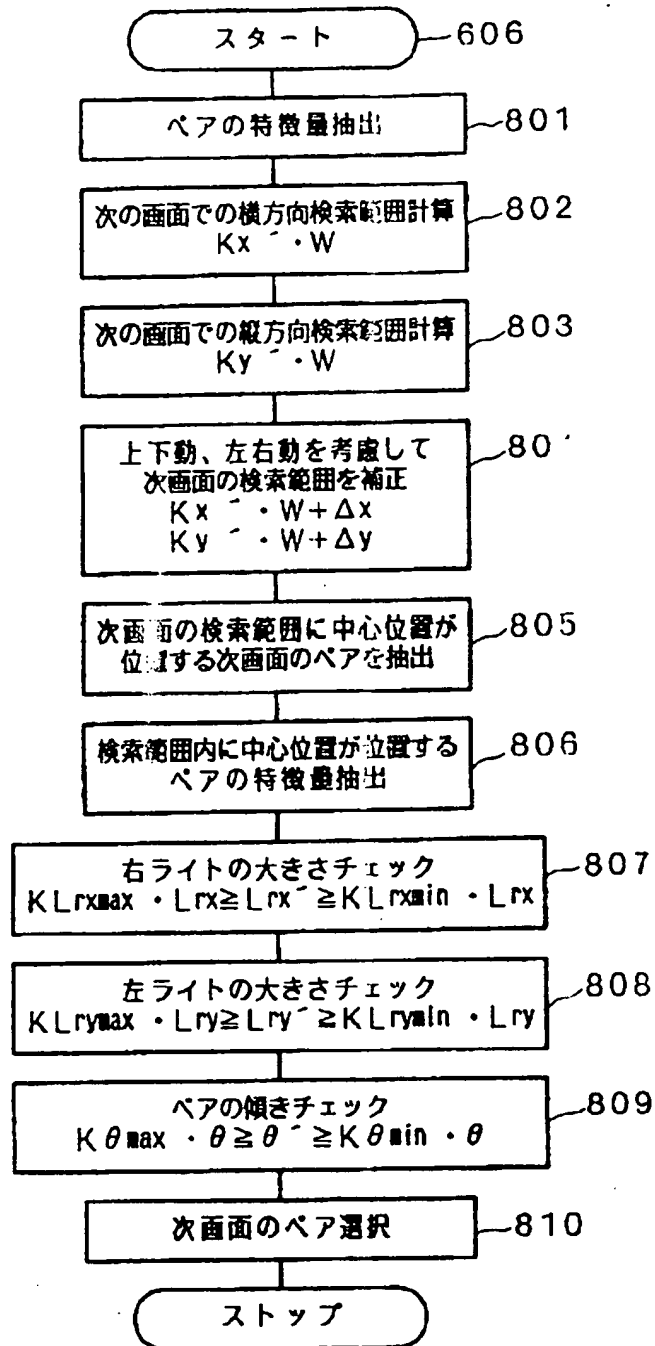 スタート 606
ペアの特徴量抽出 801
次の画面での横方向検索範囲計算 802
Kx´・W
次の画面での縦方向検索範囲計算 803
Ky´・W
上下動、左右動を考慮して 80
次画面の検索範囲を補正
Kx´・W+Δx
Ky´・W+Δy
次画面の検索範囲に中心位置が 805
位置する次画面のペアを抽出
検索範囲内に中心位置が位置する 806
ペアの特徴量抽出
右ライトの大きさチェック 807
KLrxmax・Lrx≧Lrx´≧KLrxmin・Lrx
左ライトの大きさチェック 808
KLrymax・Lry≧Lry´≧KLrymin・Lry
ペアの傾きチェック 809
Kθmax・θ≧θ´≧Kθmin・θ
次画面のペア選択 810
ストップ